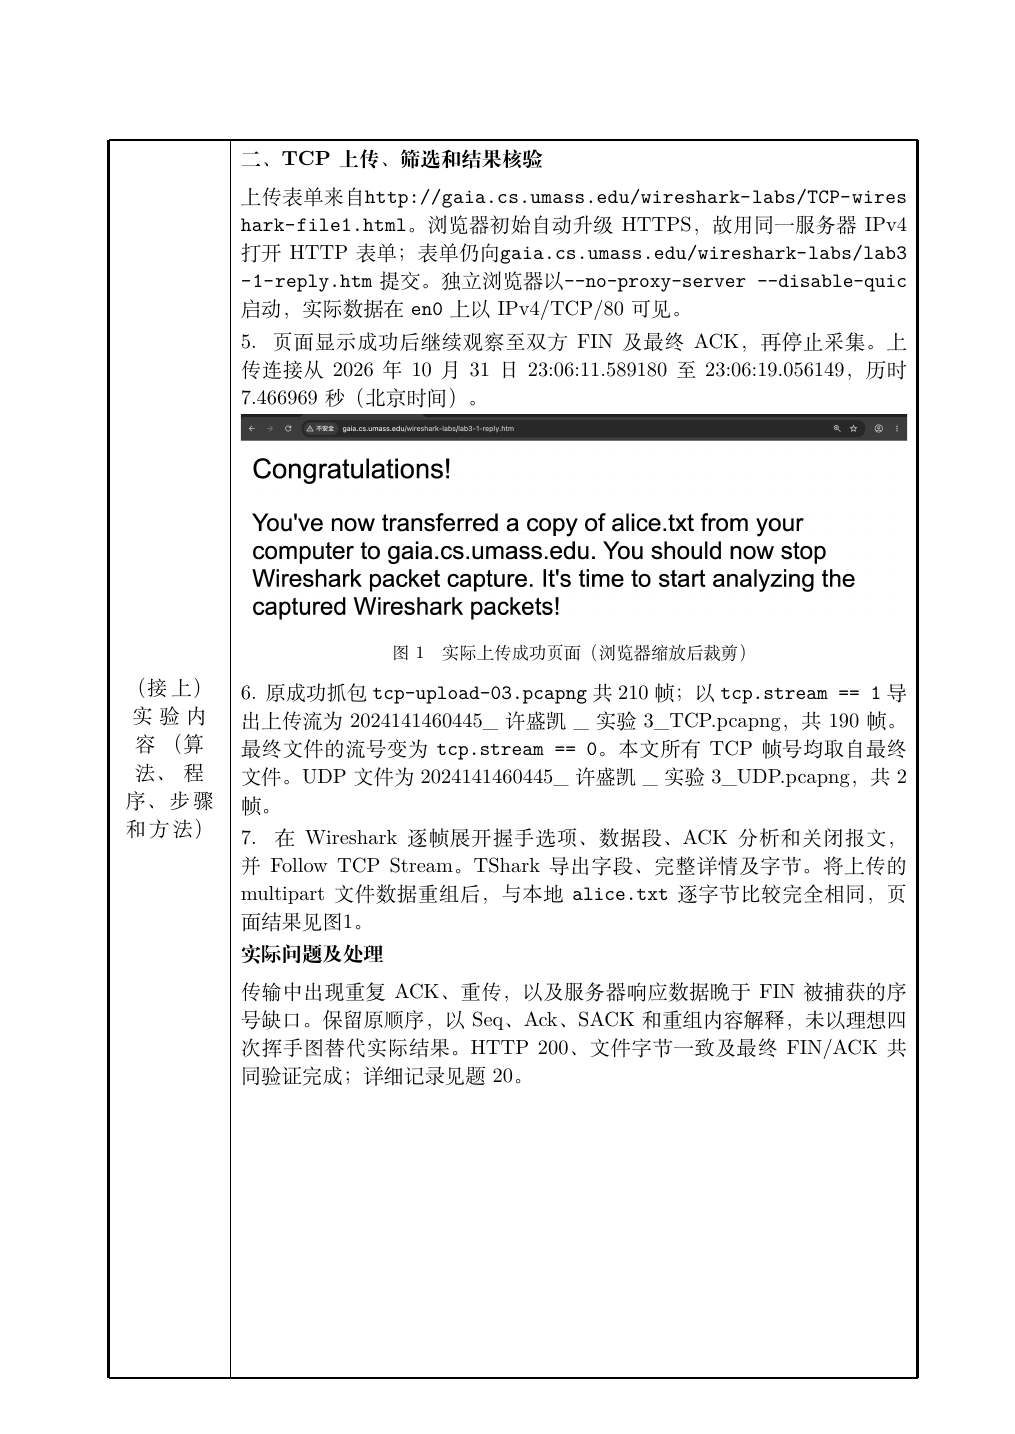 二、TCP 上传、筛选和结果核验
上传表单来自http://gaia.cs.umass.edu/wireshark-labs/TCP-wires
hark-file1.html。浏览器初始自动升级 HTTPS，故用同一服务器 IPv4
打开 HTTP 表单；表单仍向gaia.cs.umass.edu/wireshark-labs/lab3
-1-reply.htm 提交。独立浏览器以--no-proxy-server --disable-quic
启动，实际数据在 en0 上以 IPv4/TCP/80 可见。
5. 页面显示成功后继续观察至双方 FIN 及最终 ACK，再停止采集。上
传连接从 2026 年 10 月 31 日 23:06:11.589180 至 23:06:19.056149，历时
7.466969 秒（北京时间）。
不安全 gaia.cs.umass.edu/wireshark-labs/lab3-1-reply.htm
Congratulations!
You've now transferred a copy of alice.txt from your
computer to gaia.cs.umass.edu. You should now stop
Wireshark packet capture. It's time to start analyzing the
captured Wireshark packets!
图 1 实际上传成功页面（浏览器缩放后裁剪）
（接上）
实验内
容（算
法、程
序、步骤
和方法）
6. 原成功抓包 tcp-upload-03.pcapng 共 210 帧；以 tcp.stream == 1 导
出上传流为 2024141460445_ 许盛凯 _ 实验 3_TCP.pcapng，共 190 帧。
最终文件的流号变为 tcp.stream == 0。本文所有 TCP 帧号均取自最终
文件。UDP 文件为 2024141460445_ 许盛凯 _ 实验 3_UDP.pcapng，共 2
帧。
7. 在 Wireshark 逐帧展开握手选项、数据段、ACK 分析和关闭报文，
并 Follow TCP Stream。TShark 导出字段、完整详情及字节。将上传的
multipart 文件数据重组后，与本地 alice.txt 逐字节比较完全相同，页
面结果见图1。
实际问题及处理
传输中出现重复 ACK、重传，以及服务器响应数据晚于 FIN 被捕获的序
号缺口。保留原顺序，以 Seq、Ack、SACK 和重组内容解释，未以理想四
次挥手图替代实际结果。HTTP 200、文件字节一致及最终 FIN/ACK 共
同验证完成；详细记录见题 20。